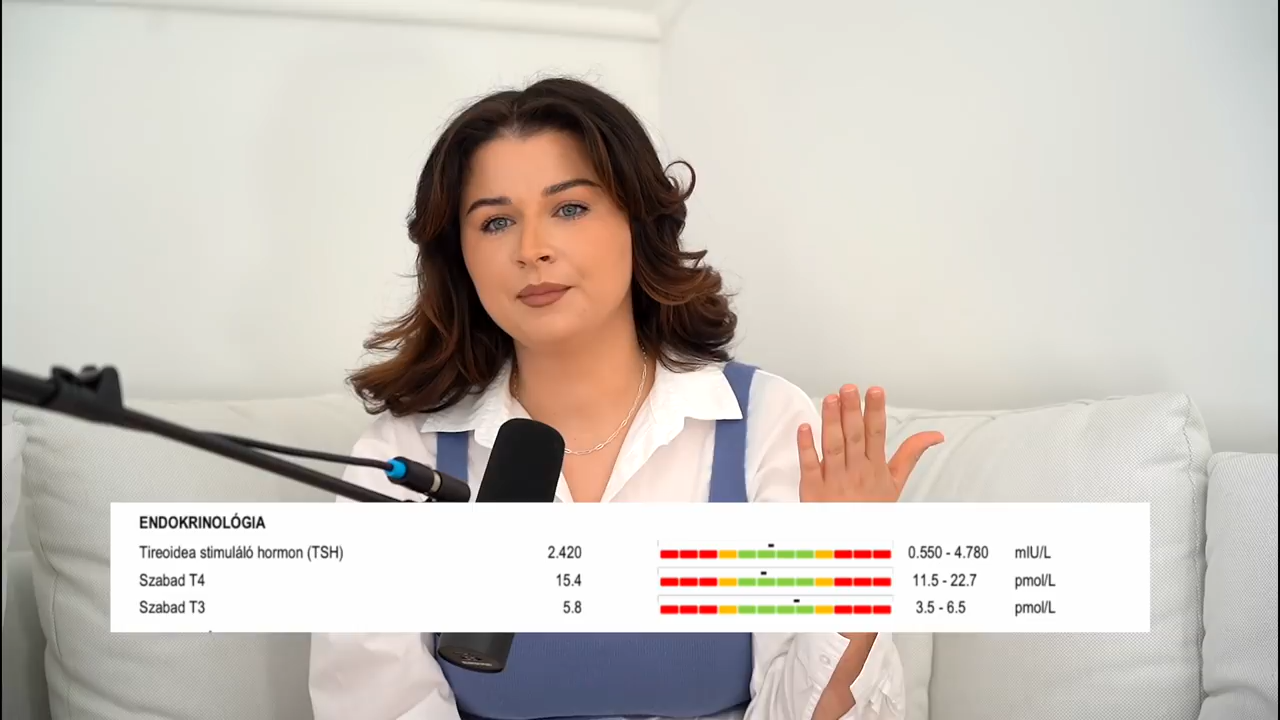 ENDOKRINOLÓGIA
Tireoidea stimuláló hormon (TSH) 2.420 0.550 - 4.780 mIU/L
Szabad T4 15.4 11.5 - 22.7 pmol/L
Szabad T3 5.8 3.5 - 6.5 pmol/L